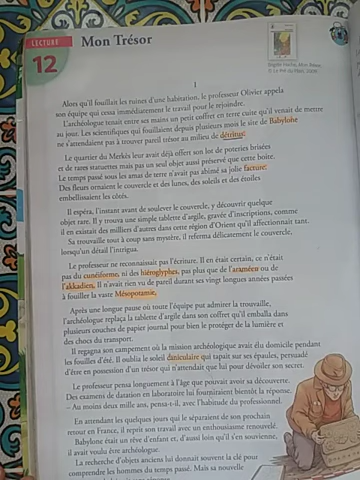 LECTURE
Mon Trésor
12
1
Alors qu'il fouillait les ruines d'une habitation, le professeur Olivier appela
son équipe qui cessa immédiatement le travail pour le rejoindre.
L'archéologue tenait entre ses mains un petit coffret en terre cuite qu'il venait de mettre
au jour. Les scientifiques qui fouillaient depuis plusieurs mois le site de Babylone
ne s'attendaient pas à trouver pareil trésor au milieu de détritus.
Le quartier du Merkès leur avait déjà offert son lot de poteries brisées
et de rares statuettes mais pas un seul objet aussi préservé que cette boîte.
Le temps passé sous les amas de terre n'avait pas abîmé sa jolie facture.
Des fleurs ornaient le couvercle et des lunes, des soleils et des étoiles
embellissaient les côtés.
Il espéra, l'instant avant de soulever le couvercle, y découvrir quelque
objet rare. Il y trouva une simple tablette d'argile, gravée d'inscriptions, comme
il en existait des milliers d'autres dans cette région d'Orient qu'il affectionnait tant.
Sa trouvaille tout à coup sans mystère, il referma délicatement le couvercle,
lorsqu'un détail l'intrigua.
Le professeur ne reconnaissait pas l'écriture. Il en était certain, ce n'était
pas du cunéiforme, ni des hiéroglyphes, pas plus que de l'araméen ou de
l'akkadien. Il n'avait rien vu de pareil durant ses vingt longues années passées
à fouiller la vaste Mésopotamie.
Après une longue pause où toute l'équipe put admirer la trouvaille,
l'archéologue replaça la tablette d'argile dans son coffret qu'il emballa dans
plusieurs couches de papier journal pour bien le protéger de la lumière et
des chocs du transport.
Il regagna son campement où la mission archéologique avait élu domicile pendant
les fouilles d'été. Il oublia le soleil daniculaire qui tapait sur ses épaules, persuadé
d'être en possession d'un trésor qui n'attendait que lui pour dévoiler son secret.
Le professeur pensa longuement à l'âge que pouvait avoir sa découverte.
Des examens de datation en laboratoire lui fourniraient bientôt la réponse.
– Au moins deux mille ans, pensa-t-il, avec l'habitude du professionnel.
En attendant les quelques jours qui le séparaient de son prochain
retour en France, il reprit son travail avec un enthousiasme renouvelé.
Babylone était un rêve d'enfant et, d'aussi loin qu'il s'en souvienne,
il avait voulu être archéologue.
La recherche d'objets anciens lui donnait souvent la clé pour
comprendre les hommes du temps passé. Mais sa nouvelle